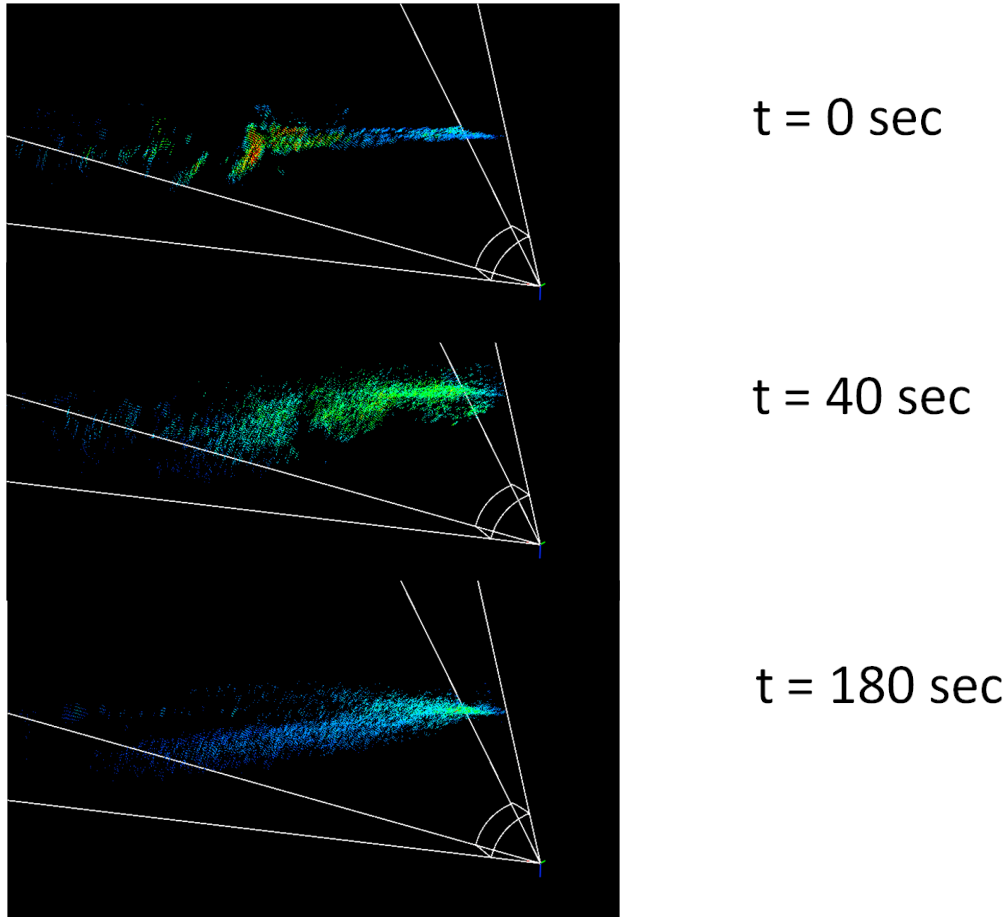 t = 0 sec
t = 40 sec
t = 180 sec